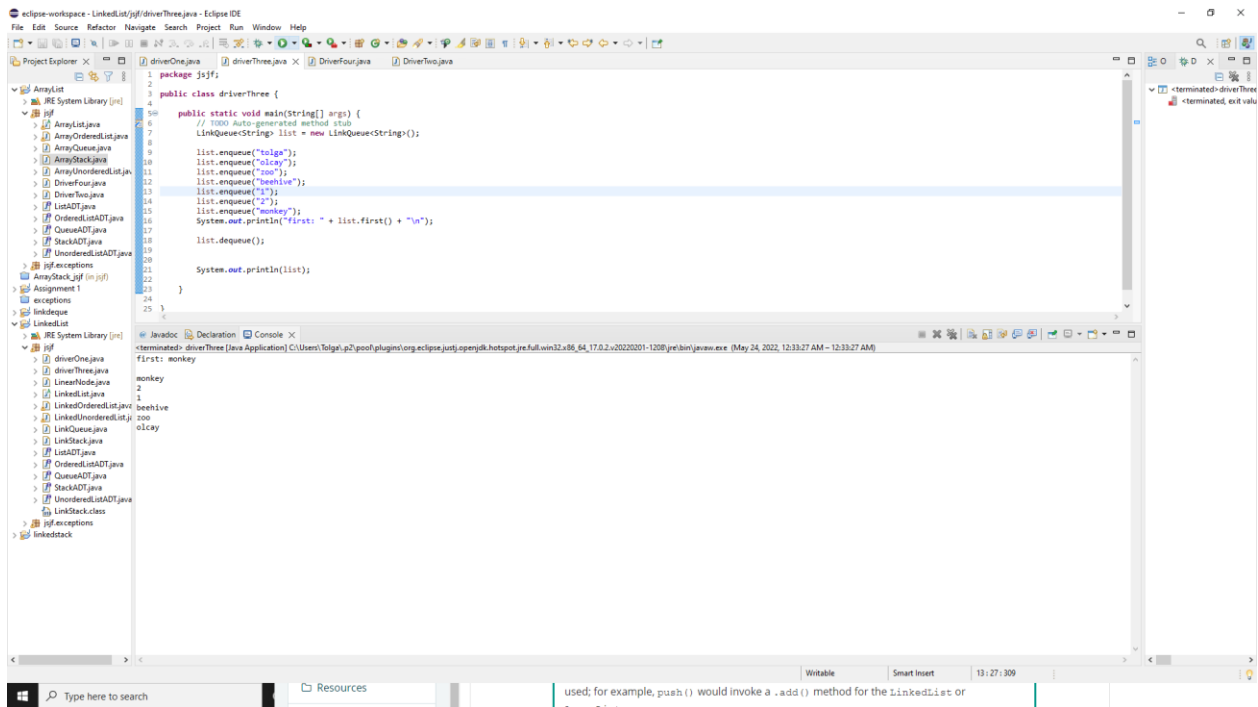 eclipse-workspace - LinkedList/jsjf/driverThree.java - Eclipse IDE
File Edit Source Refactor Navigate Search Project Run Window Help
Project Explorer
driverOne.java
driverThree.java
DriverFour.java
DriverTwo.java
ArrayList
JRE System Library [jre]
jsjf
ArrayList.java
ArrayOrderedList.java
ArrayQueue.java
ArrayStack.java
ArrayUnorderedList.jav
DriverFour.java
DriverTwo.java
ListADT.java
OrderedListADT.java
QueueADT.java
StackADT.java
UnorderedListADT.java
jsjf.exceptions
ArrayStack_jsjf (in jsjf)
Assignment 1
exceptions
linkdeque
LinkedList
JRE System Library [jre]
jsjf
driverOne.java
driverThree.java
LinearNode.java
LinkedList.java
LinkedOrderedList.java
LinkedUnorderedList.j
LinkQueue.java
LinkStack.java
ListADT.java
OrderedListADT.java
QueueADT.java
StackADT.java
UnorderedListADT.java
LinkStack.class
jsjf.exceptions
linkedstack
1 package jsjf;
2
3 public class driverThree {
4
5 public static void main(String[] args) {
6 // TODO Auto-generated method stub
7 LinkQueue<String> list = new LinkQueue<String>();
8
9 list.enqueue("tolga");
10 list.enqueue("olcay");
11 list.enqueue("zoo");
12 list.enqueue("beehive");
13 list.enqueue("1");
14 list.enqueue("2");
15 list.enqueue("monkey");
16 System.out.println("first: " + list.first() + "\n");
17
18 list.dequeue();
19
20
21 System.out.println(list);
22
23 }
24
25 }
O
D
<terminated>driverThree
<terminated, exit valu
Javadoc Declaration Console
<terminated> driverThree [Java Application] C:\Users\Tolga\.p2\pool\plugins\org.eclipse.justj.openjdk.hotspot.jre.full.win32.x86_64_17.0.2.v20220201-1208\jre\bin\javaw.exe (May 24, 2022, 12:33:27 AM – 12:33:27 AM)
first: monkey
monkey
2
1
beehive
zoo
olcay
Writable Smart Insert 13 : 27 : 309
Type here to search
Resources
used; for example, push() would invoke a .add() method for the LinkedList or